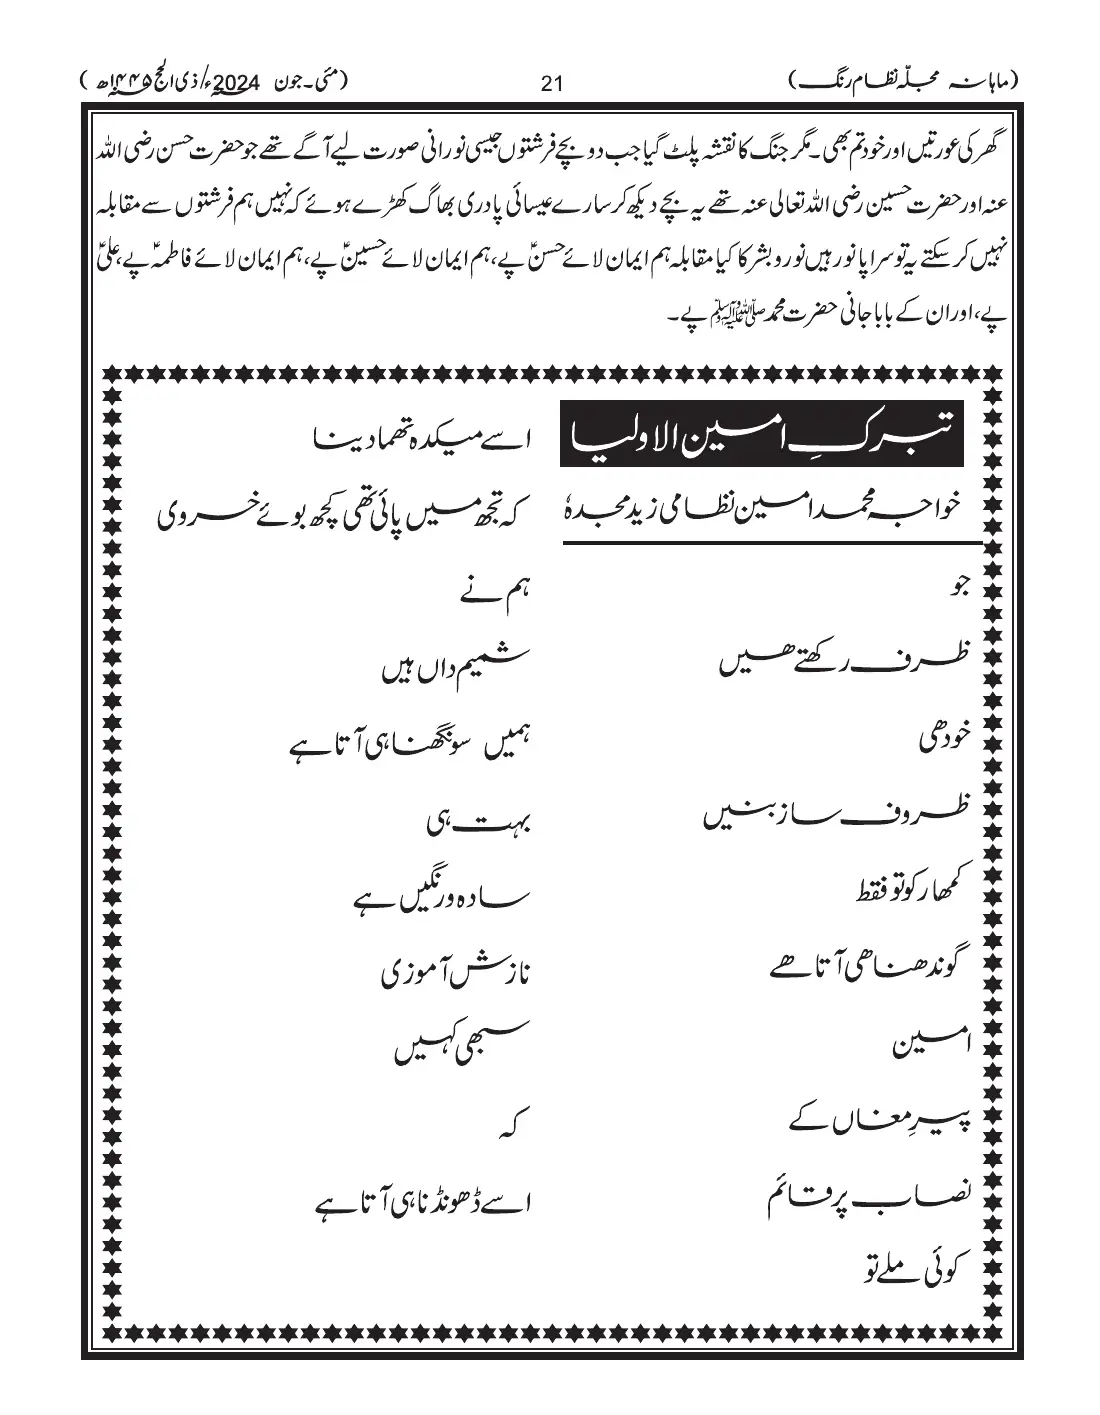 (ماہانہ مجلّہ نظام رنگ)
21
(مئی۔جون 2024ء/ذی الحج ۱۴۴۵ھ)
گھر کی عورتیں اور خود تم بھی۔ مگر جنگ کا نقشہ پلٹ گیا جب دو بچے فرشتوں جیسی نورانی صورت لیے آگے تھے جو حضرت حسن رضی اللہ
عنہ اور حضرت حسین رضی اللہ تعالی عنہ تھے یہ بچے دیکھ کر سارے عیسائی پادری بھاگ کھڑے ہوئے کہ نہیں ہم فرشتوں سے مقابلہ
نہیں کر سکتے یہ تو سراپا نور ہیں نور و بشر کا کیا مقابلہ ہم ایمان لائے حسنؑ پے، ہم ایمان لائے حسینؑ پے، ہم ایمان لائے فاطمہؑ پے، علیؑ
پے، اور ان کے بابا جانی حضرت محمد ﷺ پے۔
تبرکِ امین الاولیا
خواجہ محمد امین نظامی زید مجدہٗ
جو
ظرف رکھتے ھیں
خود ھی
ظروف ساز بنیں
کمھار کو تو فقط
گوندھنا ھی آتا ھے
امین
پیرِ مغاں کے
نصاب پر قائم
کوئی ملے تو
اسے میکدہ تھما دینا
کہ تجھ میں پائی تھی کچھ بوئے خسروی
ہم نے
شمیم داں ہیں
ہمیں سونگھنا ہی آتا ہے
بہت ہی
سادہ و رنگیں ہے
نازش آموزی
سبھی کہیں
کہ
اسے ڈھونڈنا ہی آتا ہے